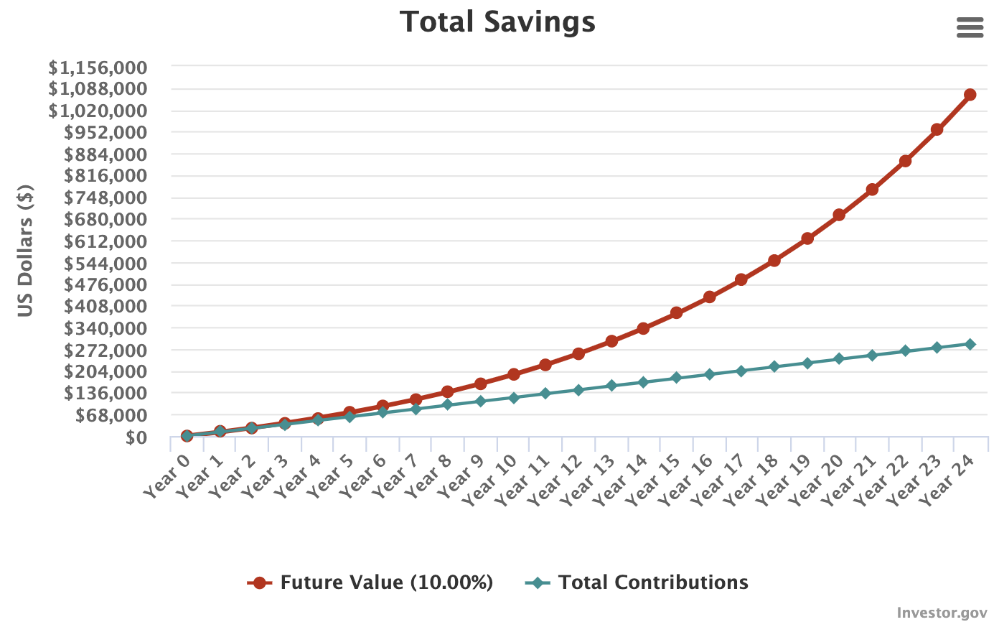 Total Savings
US Dollars ($)
$1,156,000
$1,088,000
$1,020,000
$952,000
$884,000
$816,000
$748,000
$680,000
$612,000
$544,000
$476,000
$408,000
$340,000
$272,000
$204,000
$136,000
$68,000
$0
Year 0
Year 1
Year 2
Year 3
Year 4
Year 5
Year 6
Year 7
Year 8
Year 9
Year 10
Year 11
Year 12
Year 13
Year 14
Year 15
Year 16
Year 17
Year 18
Year 19
Year 20
Year 21
Year 22
Year 23
Year 24
Future Value (10.00%)
Total Contributions
Investor.gov